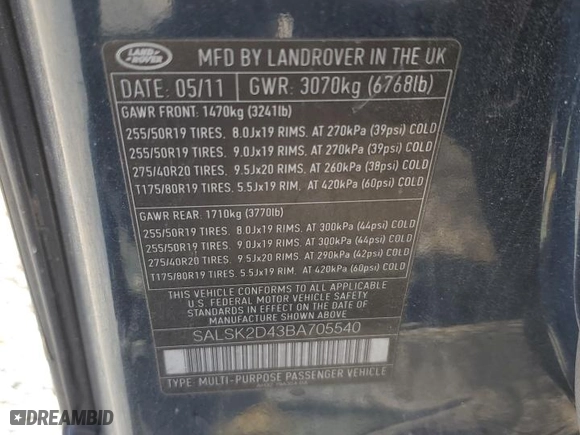 LAND
ROVER
MFD BY LANDROVER IN THE UK
DATE: 05/11 GWR: 3070kg (6768lb)
GAWR FRONT: 1470kg (3241lb)
255/50R19 TIRES, 8.0Jx19 RIMS, AT 270kPa (39psi) COLD
255/50R19 TIRES, 9.0Jx19 RIMS, AT 270kPa (39psi) COLD
275/40R20 TIRES, 9.5Jx20 RIMS, AT 260kPa (38psi) COLD
T175/80R19 TIRES, 5.5Jx19 RIM, AT 420kPa (60psi) COLD
GAWR REAR: 1710kg (3770lb)
255/50R19 TIRES, 8.0Jx19 RIMS, AT 300kPa (44psi) COLD
255/50R19 TIRES, 9.0Jx19 RIMS, AT 300kPa (44psi) COLD
275/40R20 TIRES, 9.5Jx20 RIMS, AT 290kPa (42psi) COLD
T175/80R19 TIRES, 5.5Jx19 RIM, AT 420kPa (60psi) COLD
THIS VEHICLE CONFORMS TO ALL APPLICABLE
U.S. FEDERAL MOTOR VEHICLE SAFETY
STANDARDS IN EFFECT ON THE DATE OF
MANUFACTURE SHOWN ABOVE
SALSK2D43BA705540
TYPE: MULTI-PURPOSE PASSENGER VEHICLE
DREAMBID